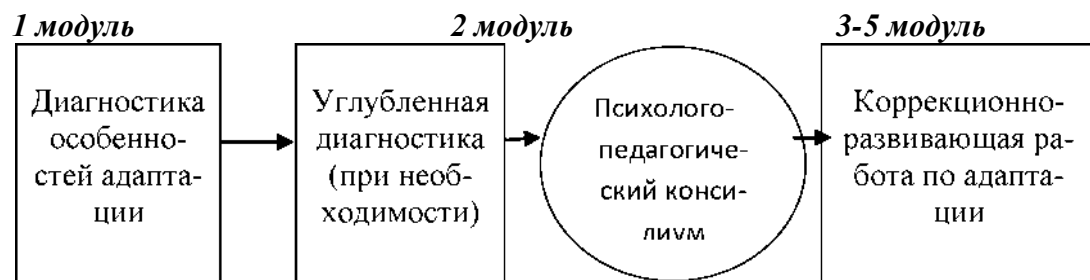 1 модуль
2 модуль
3-5 модуль
Диагностика
особенно-
стей адапта-
ции
Углубленная
диагностика
(при необ-
ходимости)
Психолого-
педагогиче-
ский конси-
лиум
Коррекционно-
развивающая ра-
бота по адапта-
ции